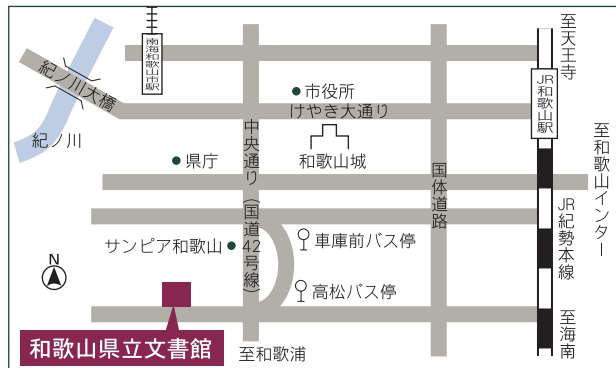 至天王寺
南海和歌山市駅
紀ノ川大橋
市役所
けやき大通り
JR和歌山駅
紀ノ川
中央通り(国道42号線)
県庁
和歌山城
国体道路
至和歌山インター
JR紀勢本線
サンピア和歌山
車庫前バス停
高松バス停
N
和歌山県立文書館
至和歌浦
至海南